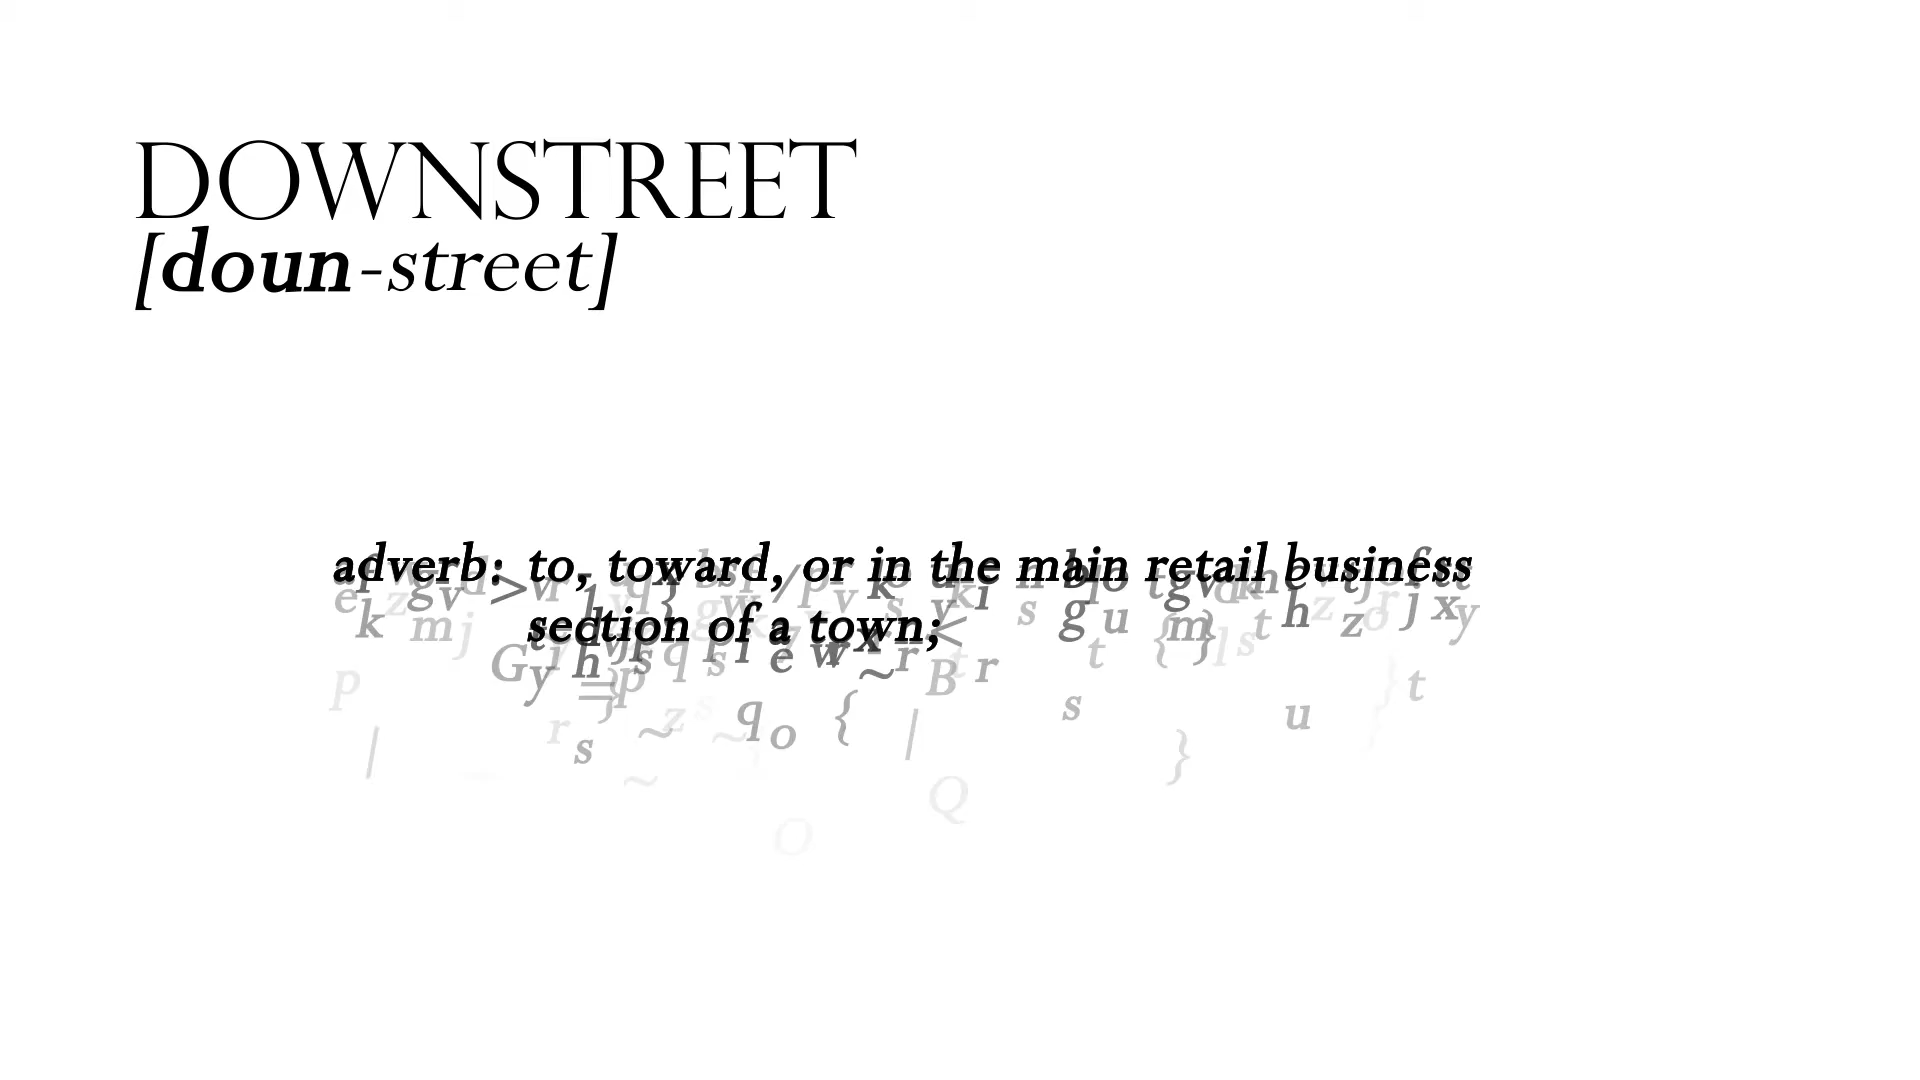 DOWNSTREET
[doun-street]
adverb: to, toward, or in the main retail business
section of a town;